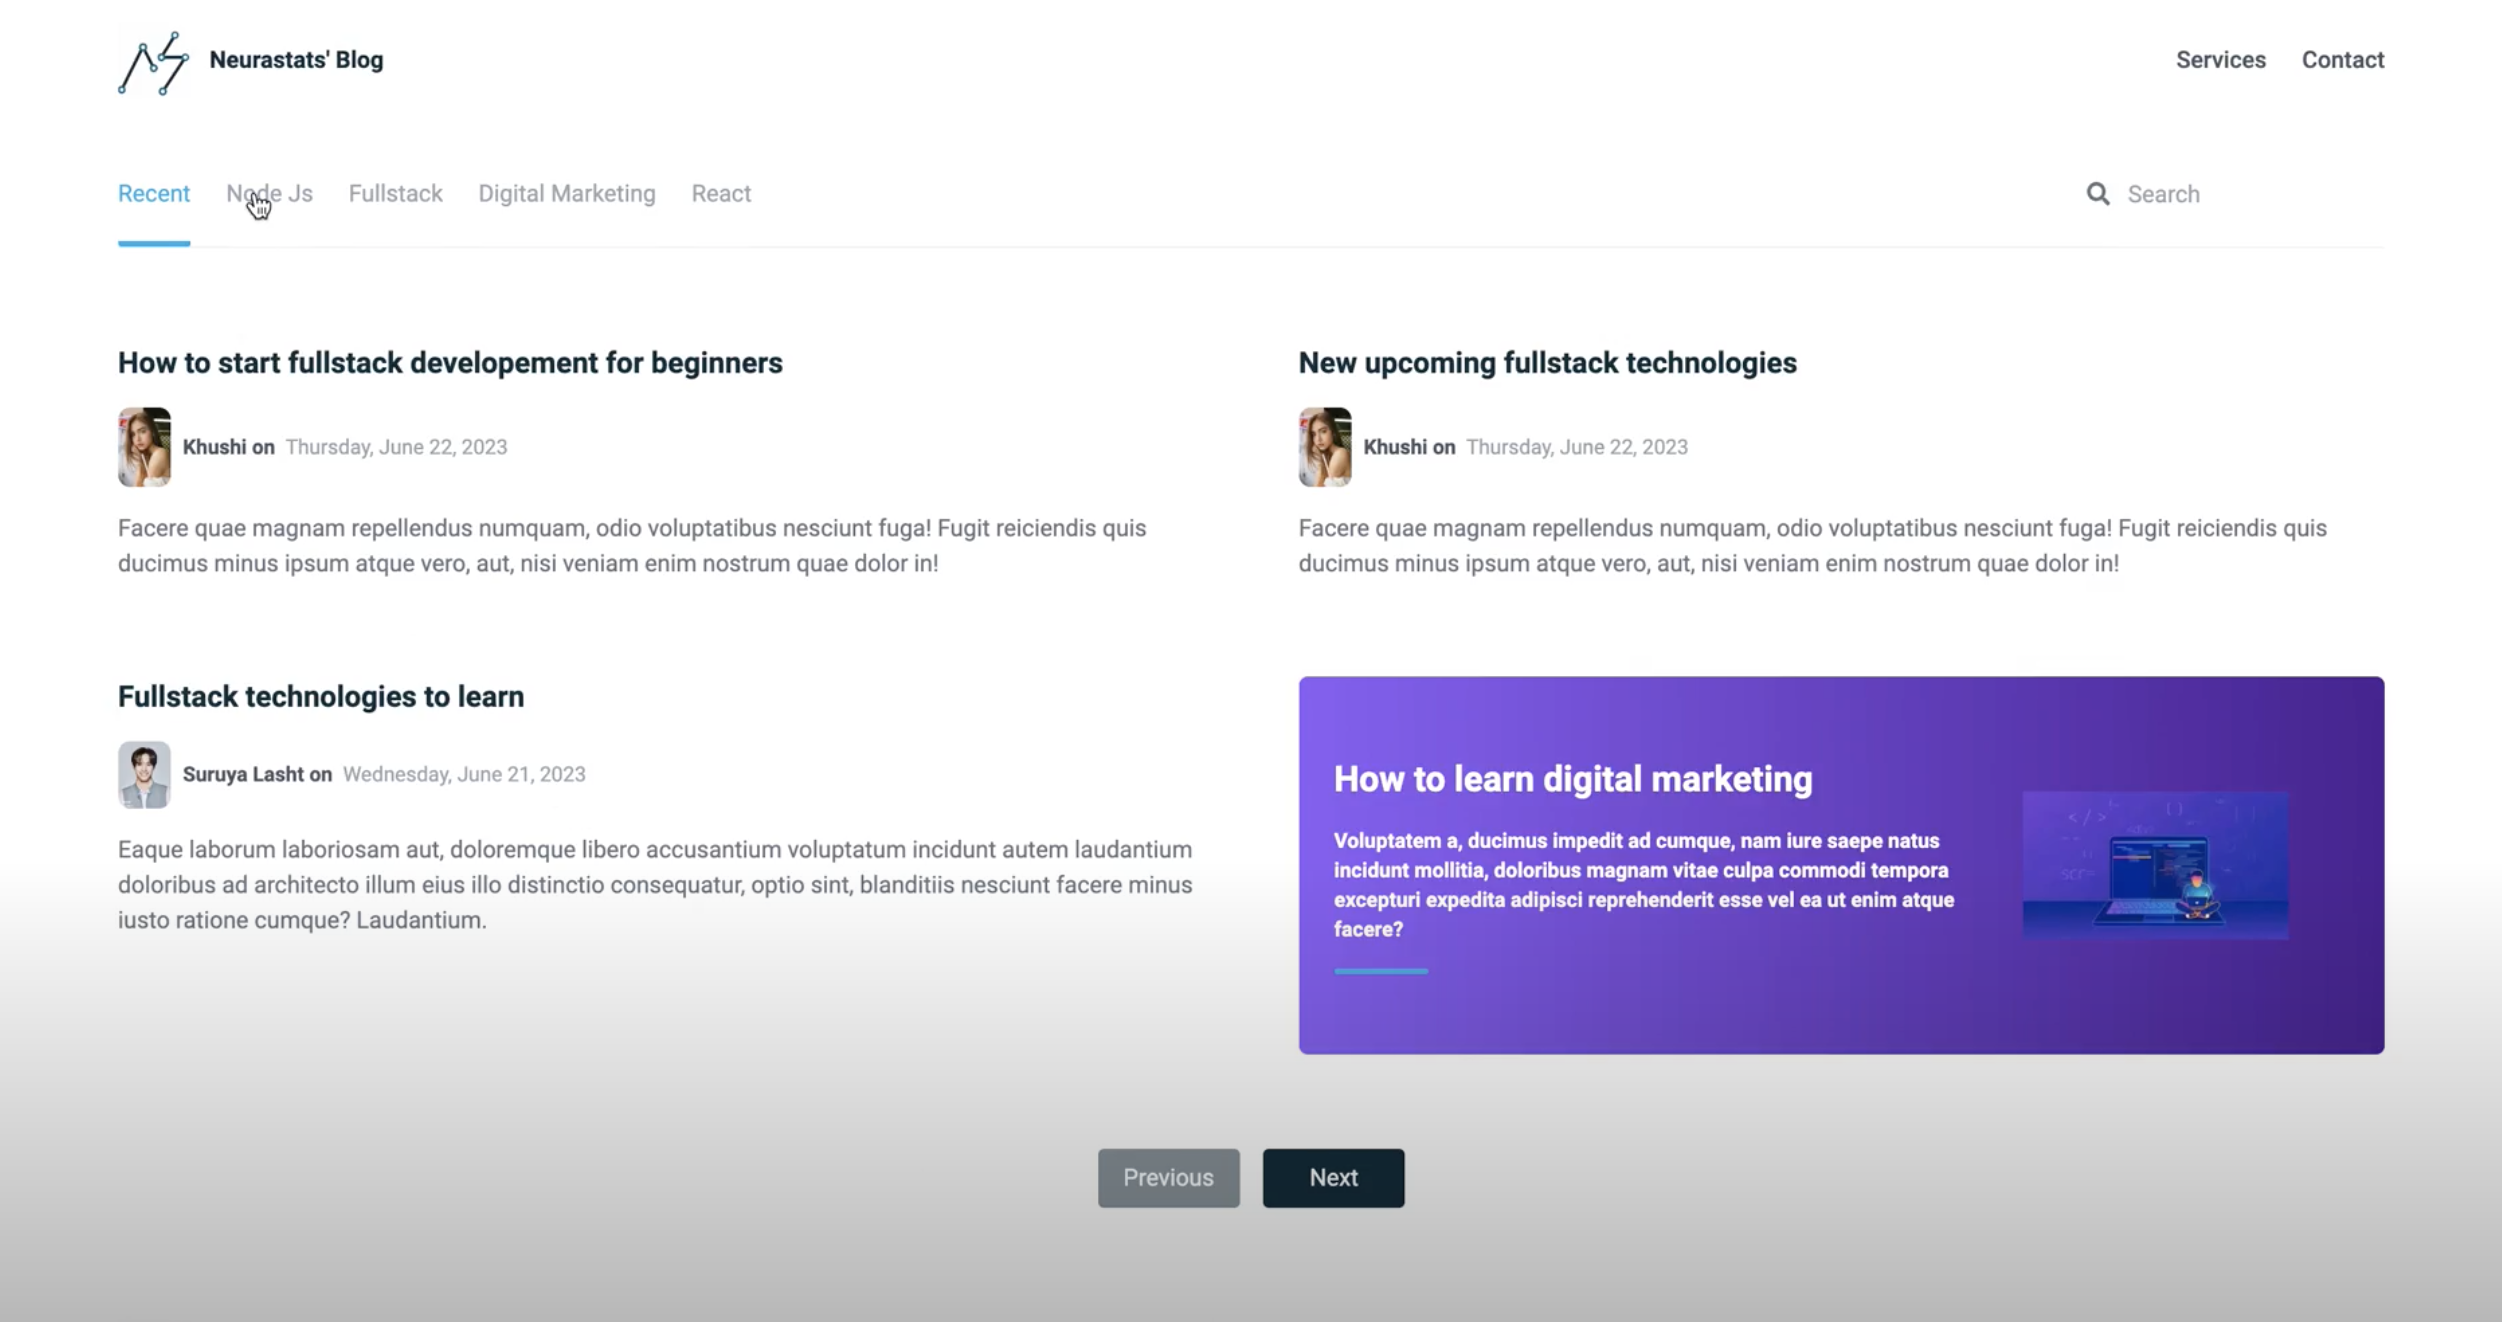 Neurastats' Blog
Services
Contact
Recent
Node Js
Fullstack
Digital Marketing
React
Search
How to start fullstack developement for beginners
Khushi on Thursday, June 22, 2023
Facere quae magnam repellendus numquam, odio voluptatibus nesciunt fuga! Fugit reiciendis quis
ducimus minus ipsum atque vero, aut, nisi veniam enim nostrum quae dolor in!
New upcoming fullstack technologies
Khushi on Thursday, June 22, 2023
Facere quae magnam repellendus numquam, odio voluptatibus nesciunt fuga! Fugit reiciendis quis
ducimus minus ipsum atque vero, aut, nisi veniam enim nostrum quae dolor in!
Fullstack technologies to learn
Suruya Lasht on Wednesday, June 21, 2023
Eaque laborum laboriosam aut, doloremque libero accusantium voluptatum incidunt autem laudantium
doloribus ad architecto illum eius illo distinctio consequatur, optio sint, blanditiis nesciunt facere minus
iusto ratione cumque? Laudantium.
How to learn digital marketing
Voluptatem a, ducimus impedit ad cumque, nam iure saepe natus
incidunt mollitia, doloribus magnam vitae culpa commodi tempora
excepturi expedita adipisci reprehenderit esse vel ea ut enim atque
facere?
Previous
Next